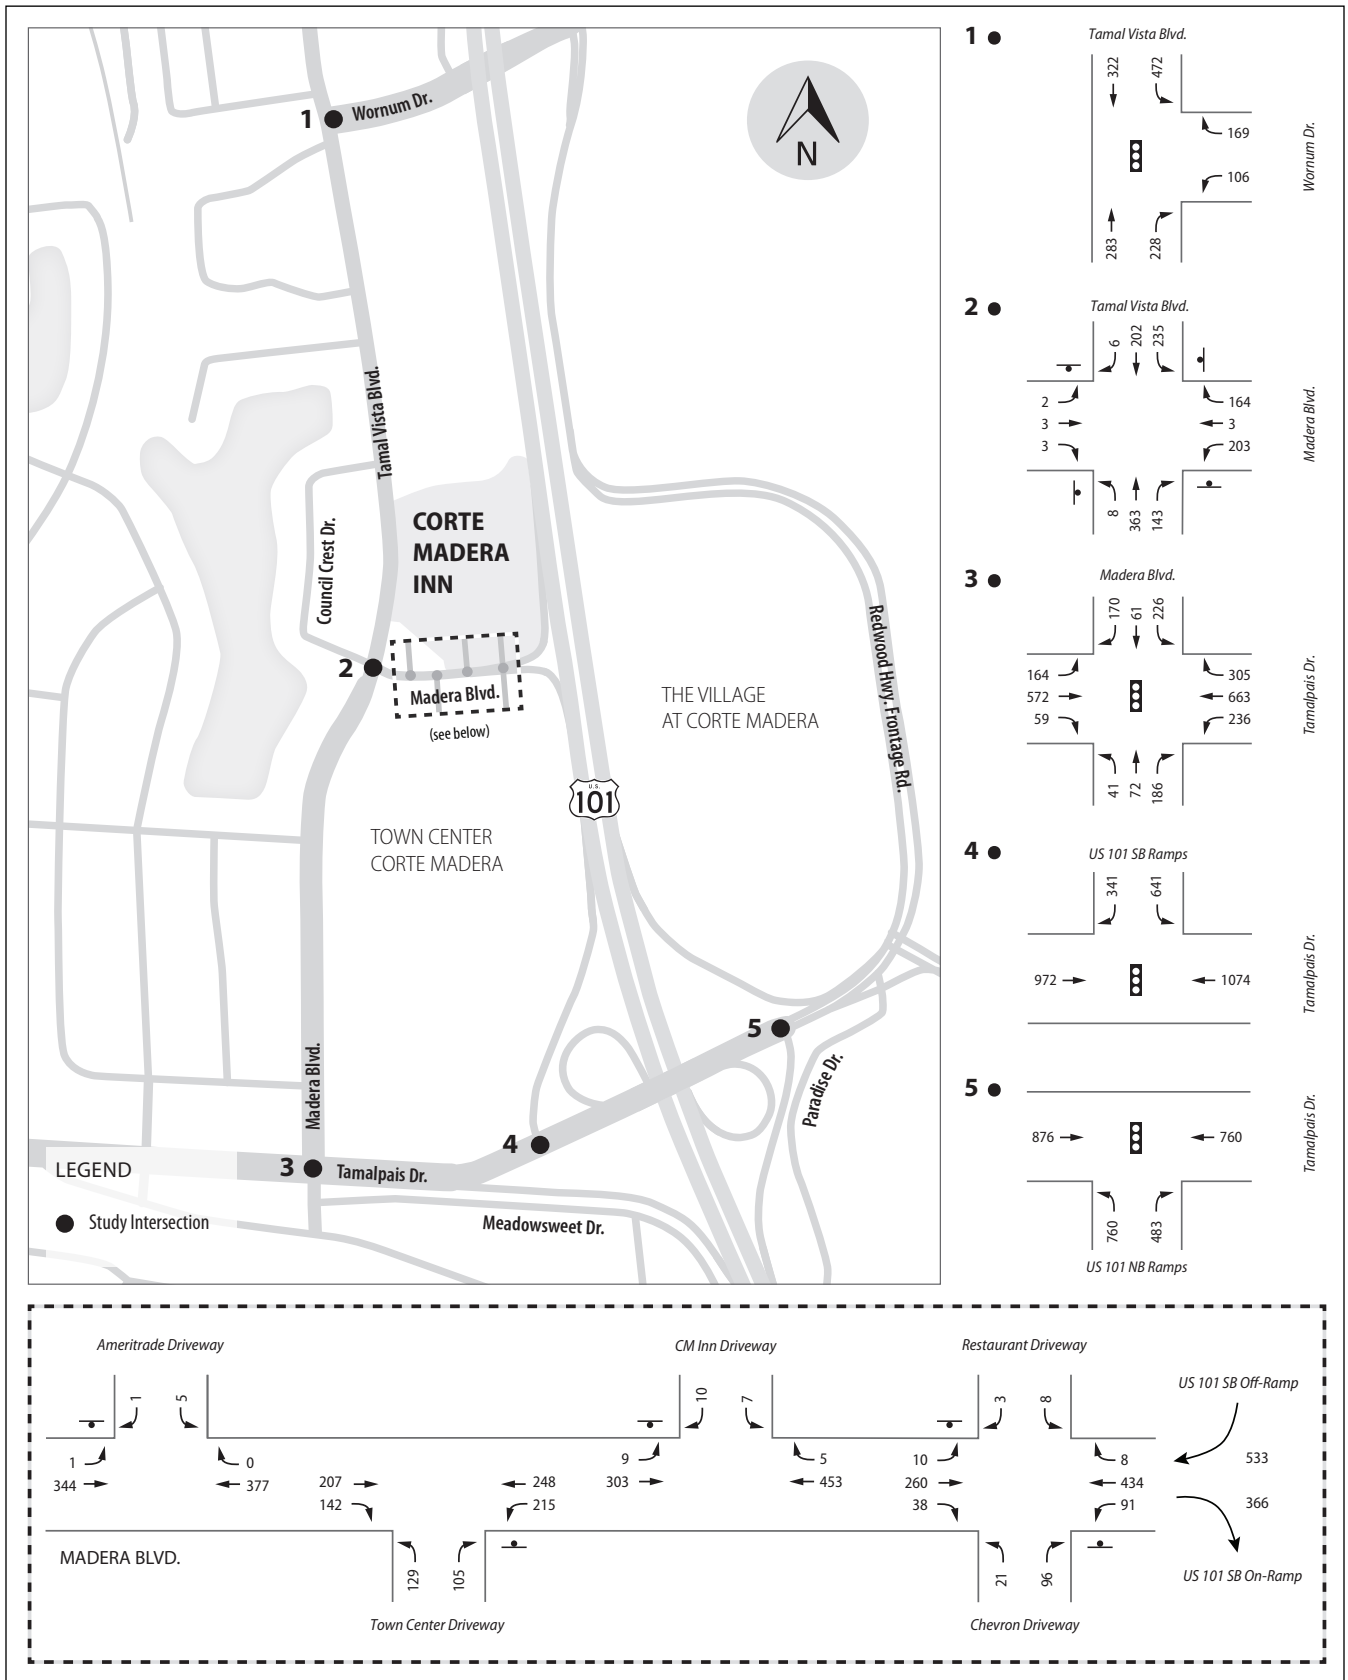 1
Wornum Dr.
N
Tamal Vista Blvd.
CORTE
MADERA
INN
Council Crest Dr.
2
Madera Blvd.
(see below)
THE VILLAGE
AT CORTE MADERA
Redwood Hwy. Frontage Rd.
U.S.
101
TOWN CENTER
CORTE MADERA
Madera Blvd.
5
Paradise Dr.
4
3
Tamalpais Dr.
Meadowsweet Dr.
LEGEND
Study Intersection
1
Tamal Vista Blvd.
322
472
169
106
283
228
Wornum Dr.
2
Tamal Vista Blvd.
6
202
235
2
3
3
164
3
203
8
363
143
Madera Blvd.
3
Madera Blvd.
170
61
226
164
572
59
305
663
236
41
72
186
Tamalpais Dr.
4
US 101 SB Ramps
341
641
972
1074
Tamalpais Dr.
5
876
760
760
483
US 101 NB Ramps
Tamalpais Dr.
Ameritrade Driveway
1
5
1
344
0
377
207
142
248
215
129
105
Town Center Driveway
MADERA BLVD.
CM Inn Driveway
10
7
9
303
5
453
Restaurant Driveway
3
8
10
260
38
8
434
91
21
96
Chevron Driveway
US 101 SB Off-Ramp
533
366
US 101 SB On-Ramp